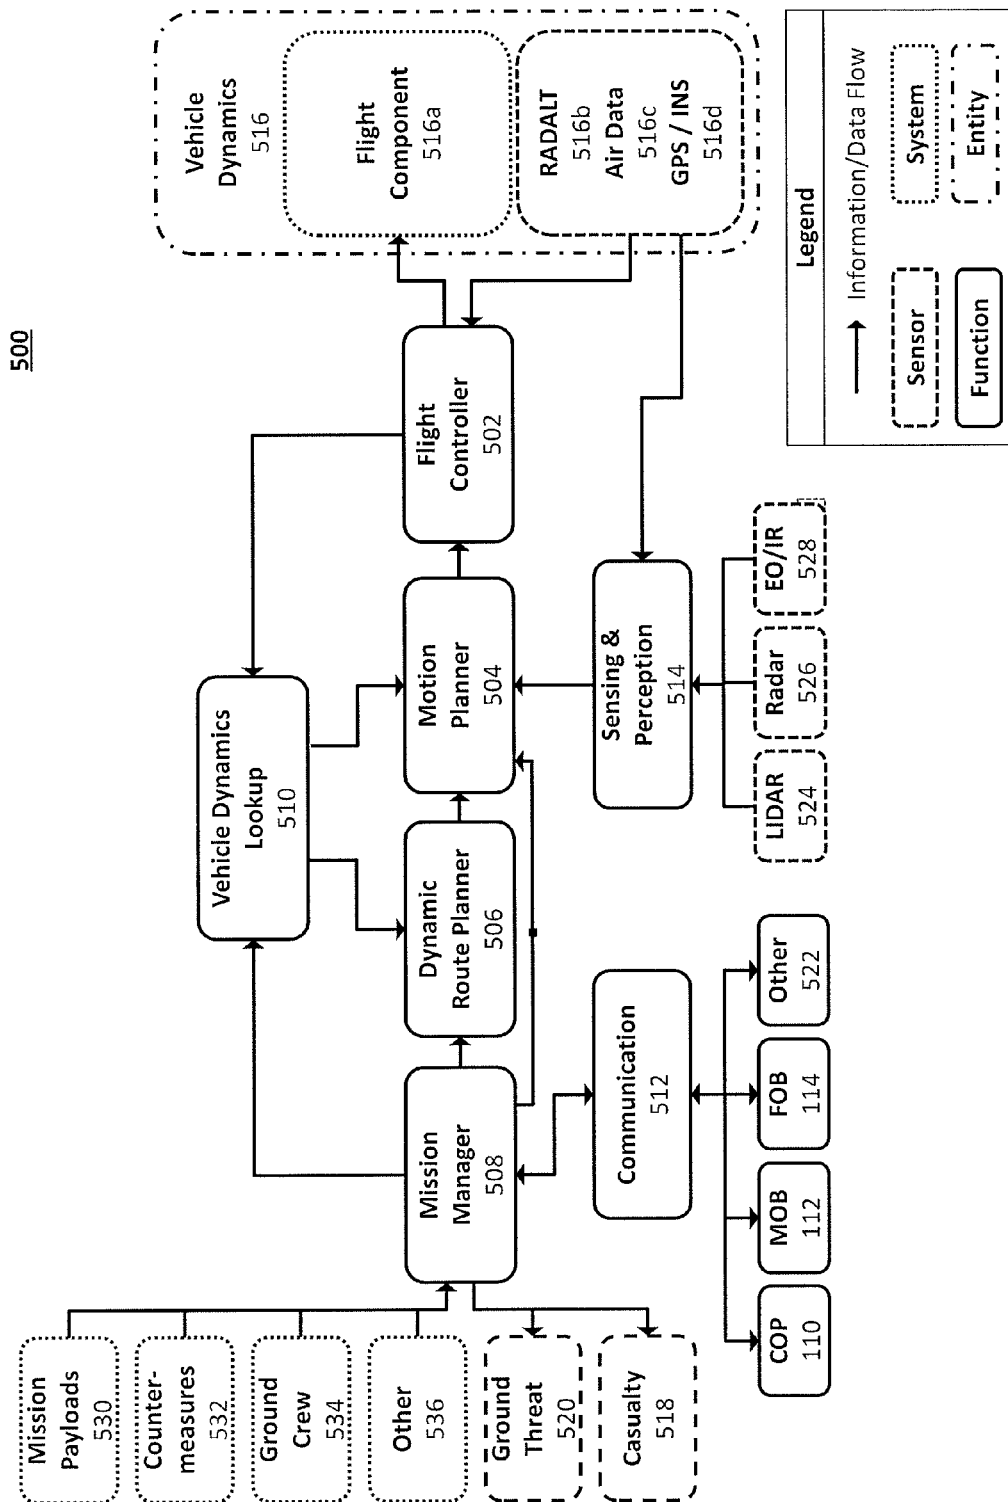 500
Mission
Payloads
530
Counter-
measures
532
Ground
Crew
534
Other
536
Ground
Threat
520
Casualty
518
Mission
Manager
508
Dynamic
Route Planner
506
Vehicle Dynamics
Lookup
510
Motion
Planner
504
Flight
Controller
502
Vehicle
Dynamics
516
Flight
Component
516a
RADALT
516b
Air Data
516c
GPS / INS
516d
Communication
512
Sensing &
Perception
514
COP
110
MOB
112
FOB
114
Other
522
LIDAR
524
Radar
526
EO/IR
528
Legend
Information/Data Flow
Sensor
System
Function
Entity